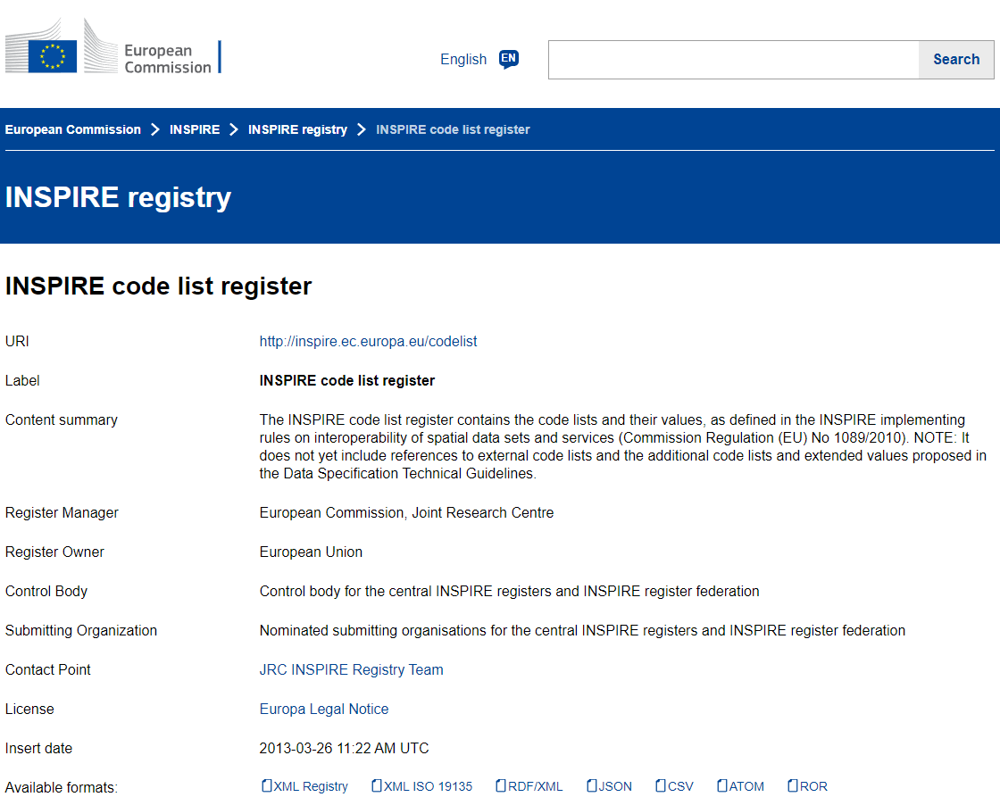 European
Commission
English EN Search
European Commission INSPIRE INSPIRE registry INSPIRE code list register
INSPIRE registry
INSPIRE code list register
URI http://inspire.ec.europa.eu/codelist
Label INSPIRE code list register
Content summary The INSPIRE code list register contains the code lists and their values, as defined in the INSPIRE implementing
rules on interoperability of spatial data sets and services (Commission Regulation (EU) No 1089/2010). NOTE: It
does not yet include references to external code lists and the additional code lists and extended values proposed in
the Data Specification Technical Guidelines.
Register Manager European Commission, Joint Research Centre
Register Owner European Union
Control Body Control body for the central INSPIRE registers and INSPIRE register federation
Submitting Organization Nominated submitting organisations for the central INSPIRE registers and INSPIRE register federation
Contact Point JRC INSPIRE Registry Team
License Europa Legal Notice
Insert date 2013-03-26 11:22 AM UTC
Available formats: XML Registry XML ISO 19135 RDF/XML JSON CSV ATOM ROR